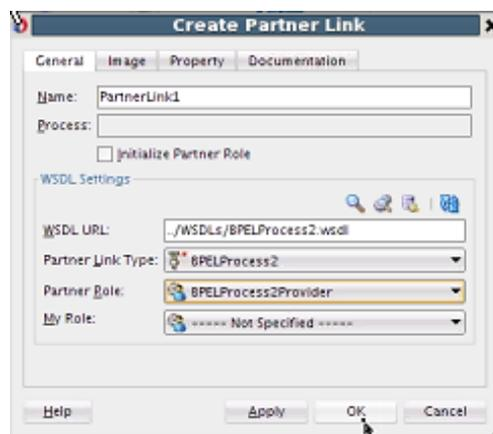 Create Partner Link
General Image Property Documentation
Name: PartnerLink1
Process:
Initialize Partner Role
WSDL Settings
WSDL URL: ../WSDLs/BPELProcess2.wsdl
Partner Link Type: BPELProcess2
Partner Role: BPELProcess2Provider
My Role: ----- Not Specified -----
Help Apply OK Cancel